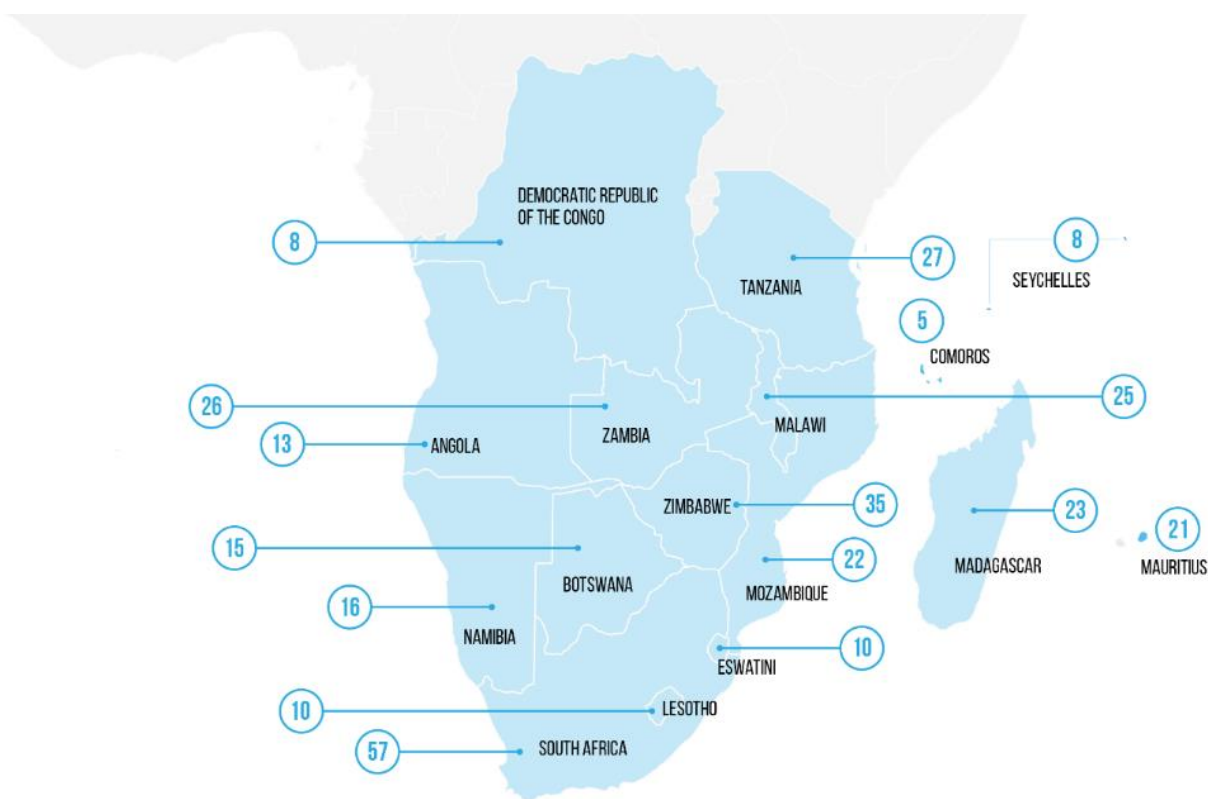 DEMOCRATIC REPUBLIC
OF THE CONGO
8
27
8
TANZANIA
SEYCHELLES
5
COMOROS
26
25
ZAMBIA
MALAWI
13
ANGOLA
ZIMBABWE
35
23
21
15
22
MADAGASCAR
MAURITIUS
BOTSWANA
MOZAMBIQUE
16
NAMIBIA
10
ESWATINI
10
LESOTHO
57
SOUTH AFRICA